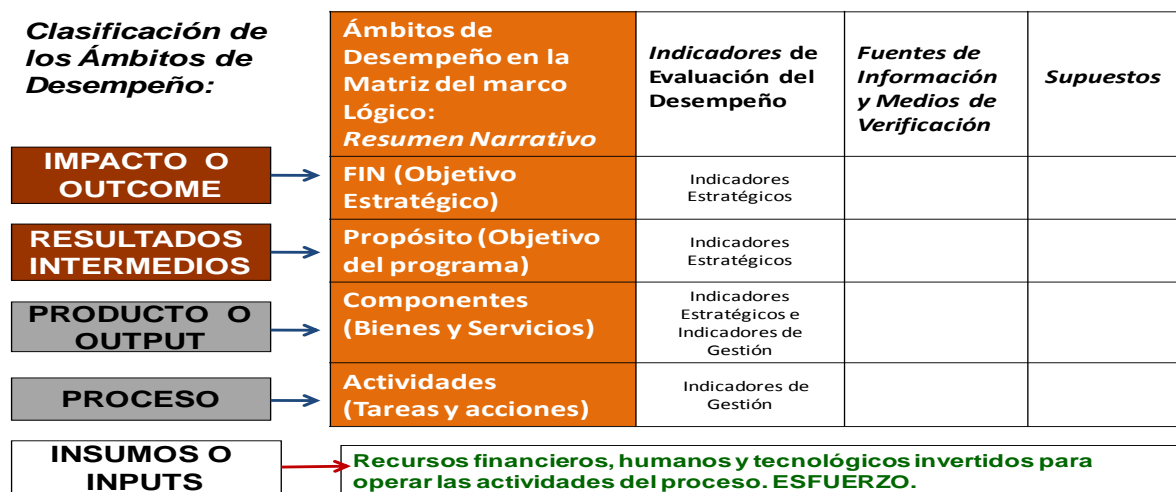 Clasificación de
los Ámbitos de
Desempeño:
Ámbitos de
Desempeño en la
Matriz del marco
Lógico:
Resumen Narrativo
Indicadores de
Evaluación del
Desempeño
Fuentes de
Información
y Medios de
Verificación
Supuestos
IMPACTO O
OUTCOME
FIN (Objetivo
Estratégico)
Indicadores
Estratégicos
RESULTADOS
INTERMEDIOS
Propósito (Objetivo
del programa)
Indicadores
Estratégicos
PRODUCTO O
OUTPUT
Componentes
(Bienes y Servicios)
Indicadores
Estratégicos e
Indicadores de
Gestión
PROCESO
Actividades
(Tareas y acciones)
Indicadores de
Gestión
INSUMOS O
INPUTS
Recursos financieros, humanos y tecnológicos invertidos para
operar las actividades del proceso. ESFUERZO.